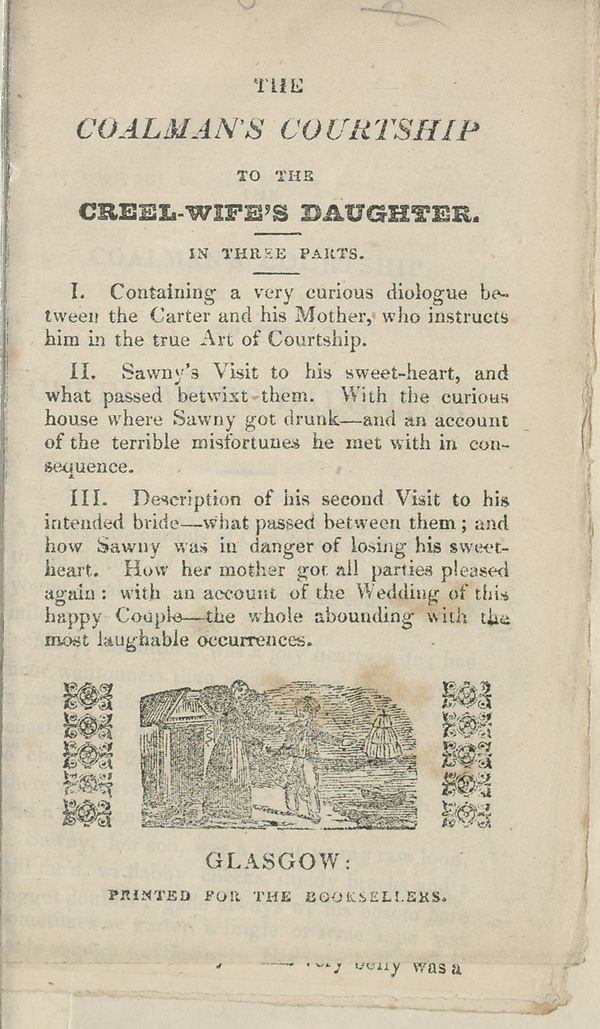 THE
COALMAN'S COURTSHIP
TO THE
CREEL-WIFE'S DAUGHTER.
IN THREE PARTS.
I. Containing a very curious diologue be-
tween the Carter and his Mother, who instructs
him in the true Art of Courtship.
II. Sawny's Visit to his sweet-heart, and
what passed betwixt them. With the curious
house where Sawny got drunk—and an account
of the terrible misfortunes he met with in con-
sequence.
III. Description of his second Visit to his
intended bride—what passed between them; and
how Sawny was in danger of losing his sweet-
heart. How her mother got all parties pleased
again: with an account of the Wedding of this
happy Couple—the whole abounding with the
most laughable occurrences.
GLASGOW:
PRINTED FOR THE BOOKSELLERS.
very belly was a